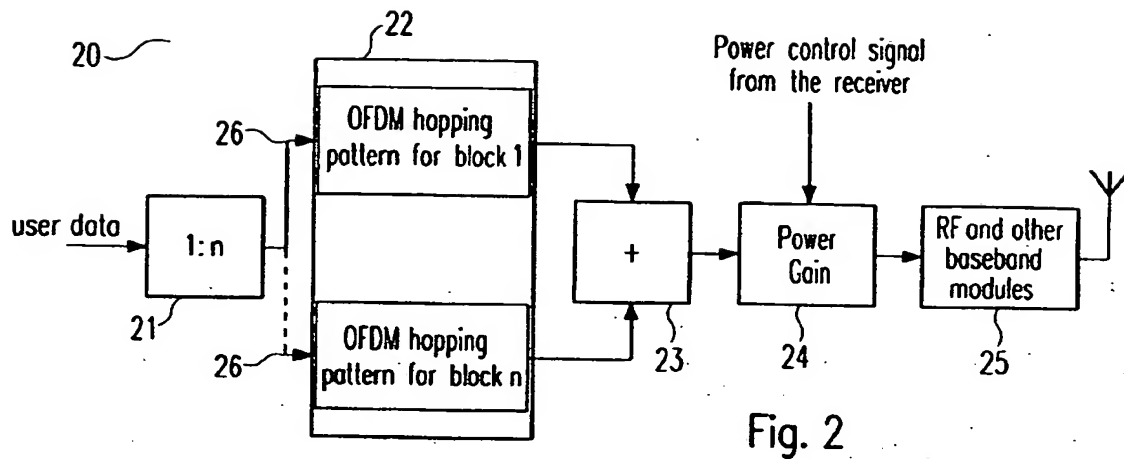 20
22
Power control signal
from the receiver
26
OFDM hopping
pattern for block 1
user data
1:n
+
Power
Gain
RF and other
baseband
modules
21
26
OFDM hopping
pattern for block n
23
24
25
Fig. 2